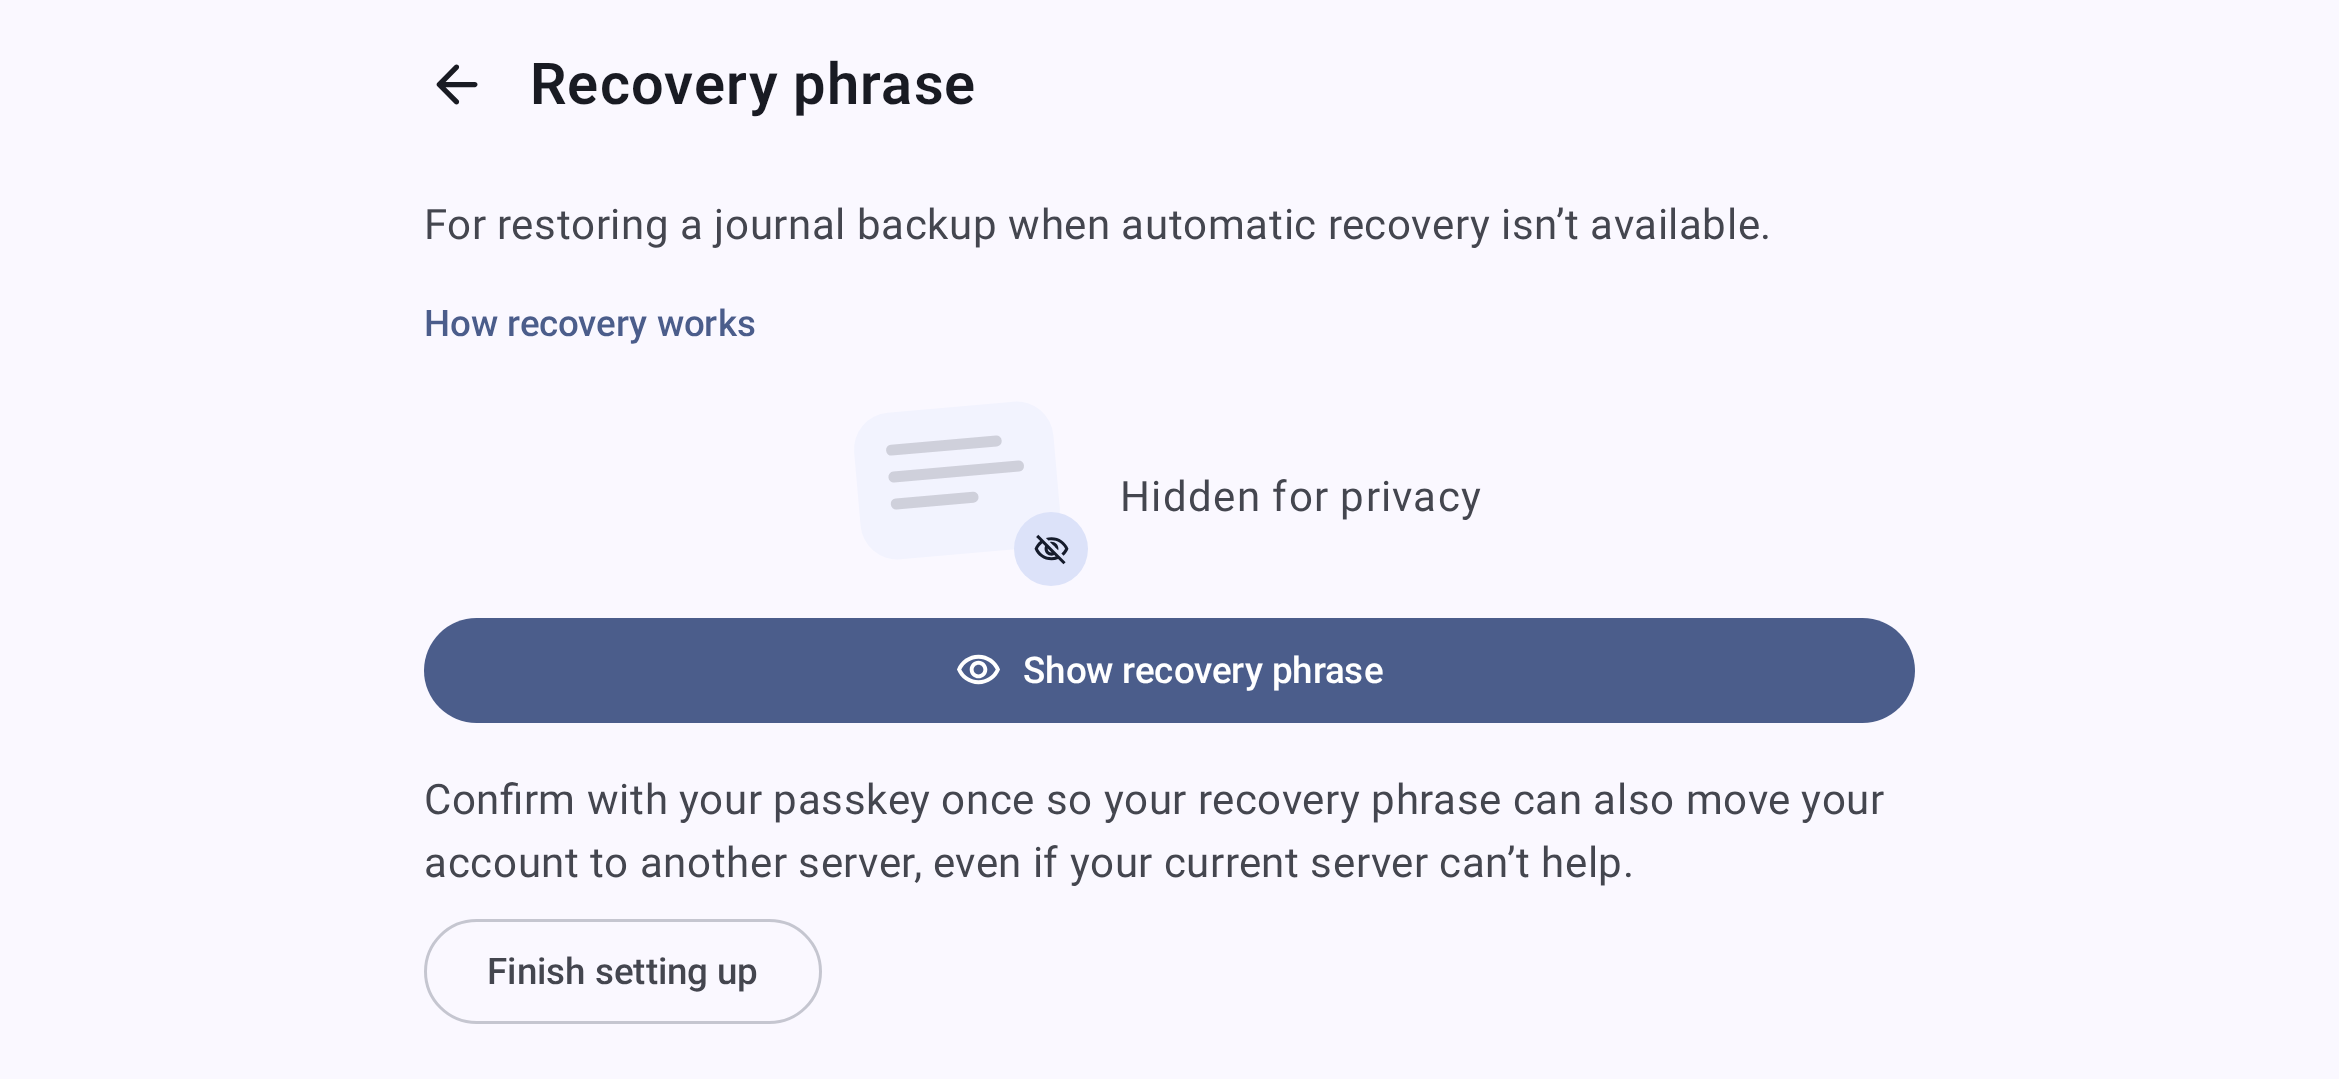 Recovery phrase
For restoring a journal backup when automatic recovery isn’t available.
How recovery works
Hidden for privacy
Show recovery phrase
Confirm with your passkey once so your recovery phrase can also move your
account to another server, even if your current server can’t help.
Finish setting up